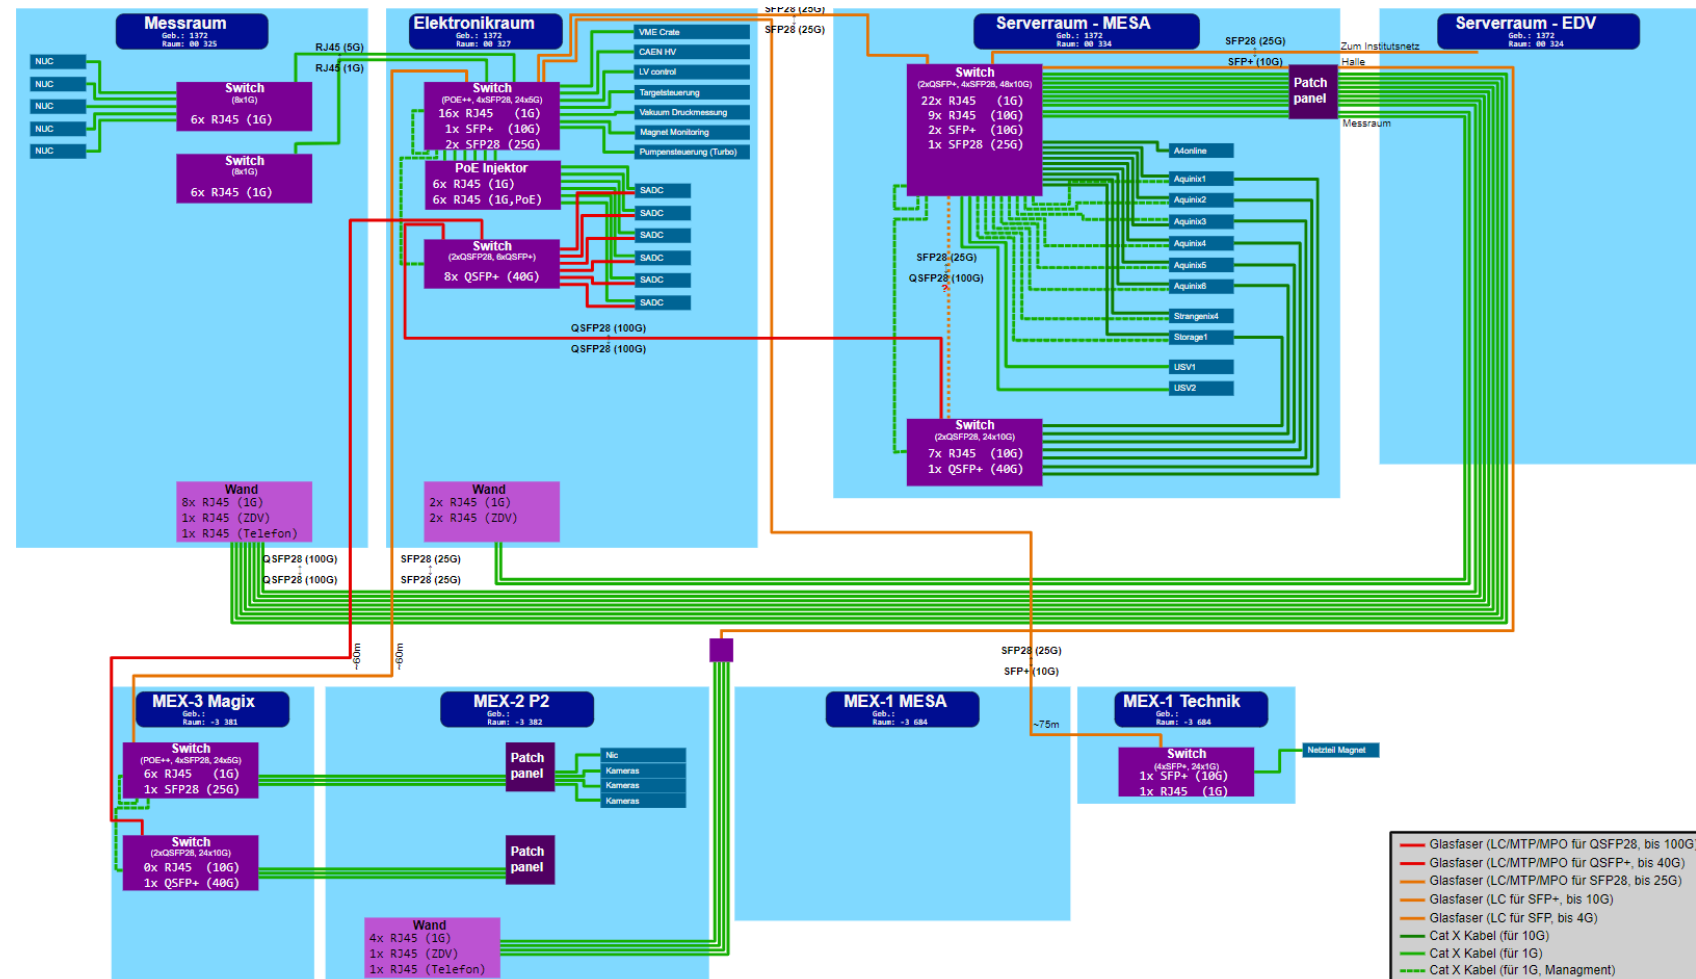 Messraum
Geb.: 1372
Raum: 00 325
NUC
NUC
NUC
NUC
NUC
Switch
(8x1G)
6x RJ45 (1G)
Switch
(8x1G)
6x RJ45 (1G)
RJ45 (5G)
RJ45 (1G)
Wand
8x RJ45 (1G)
1x RJ45 (ZDV)
1x RJ45 (Telefon)
Elektronikraum
Geb.: 1372
Raum: 00 327
Switch
(POE++, 4xSFP28, 24x5G)
16x RJ45 (1G)
1x SFP+ (10G)
2x SFP28 (25G)
PoE Injektor
6x RJ45 (1G)
6x RJ45 (1G,PoE)
Switch
(2xQSFP28, 6xQSFP+)
8x QSFP+ (40G)
VME Crate
CAEN HV
LV control
Targetsteuerung
Vakuum Druckmessung
Magnet Monitoring
Pumpensteuerung (Turbo)
SADC
SADC
SADC
SADC
SADC
SADC
QSFP28 (100G)
QSFP28 (100G)
Wand
2x RJ45 (1G)
2x RJ45 (ZDV)
SFP28 (25G)
SFP28 (25G)
Serverraum - MESA
Geb.: 1372
Raum: 00 334
Switch
(2xQSFP+, 4xSFP28, 48x10G)
22x RJ45 (1G)
9x RJ45 (10G)
2x SFP+ (10G)
1x SFP28 (25G)
SFP28 (25G)
SFP+ (10G)
Patch
panel
A4online
Aquinix1
Aquinix2
Aquinix3
Aquinix4
Aquinix5
Aquinix6
Strangenix4
Storage1
USV1
USV2
SFP28 (25G)
QSFP28 (100G)
?
Switch
(2xQSFP28, 24x10G)
7x RJ45 (10G)
1x QSFP+ (40G)
Serverraum - EDV
Geb.: 1372
Raum: 00 324
Zum Institutsnetz
Halle
Messraum
QSFP28 (100G)
QSFP28 (100G)
SFP28 (25G)
SFP28 (25G)
~60m
~60m
SFP28 (25G)
SFP+ (10G)
~75m
MEX-3 Magix
Geb.:
Raum: -3 381
Switch
(POE++, 4xSFP28, 24x5G)
6x RJ45 (1G)
1x SFP28 (25G)
Switch
(2xQSFP28, 24x10G)
0x RJ45 (10G)
1x QSFP+ (40G)
MEX-2 P2
Geb.:
Raum: -3 382
Patch
panel
Nic
Kameras
Kameras
Kameras
Patch
panel
Wand
4x RJ45 (1G)
1x RJ45 (ZDV)
1x RJ45 (Telefon)
MEX-1 MESA
Geb.:
Raum: -3 684
MEX-1 Technik
Geb.:
Raum: -3 684
Switch
(4xSFP+, 24x1G)
1x SFP+ (10G)
1x RJ45 (1G)
Netzteil Magnet
Glasfaser (LC/MTP/MPO für QSFP28, bis 100G)
Glasfaser (LC/MTP/MPO für QSFP+, bis 40G)
Glasfaser (LC/MTP/MPO für SFP28, bis 25G)
Glasfaser (LC für SFP+, bis 10G)
Glasfaser (LC für SFP, bis 4G)
Cat X Kabel (für 10G)
Cat X Kabel (für 1G)
Cat X Kabel (für 1G, Managment)